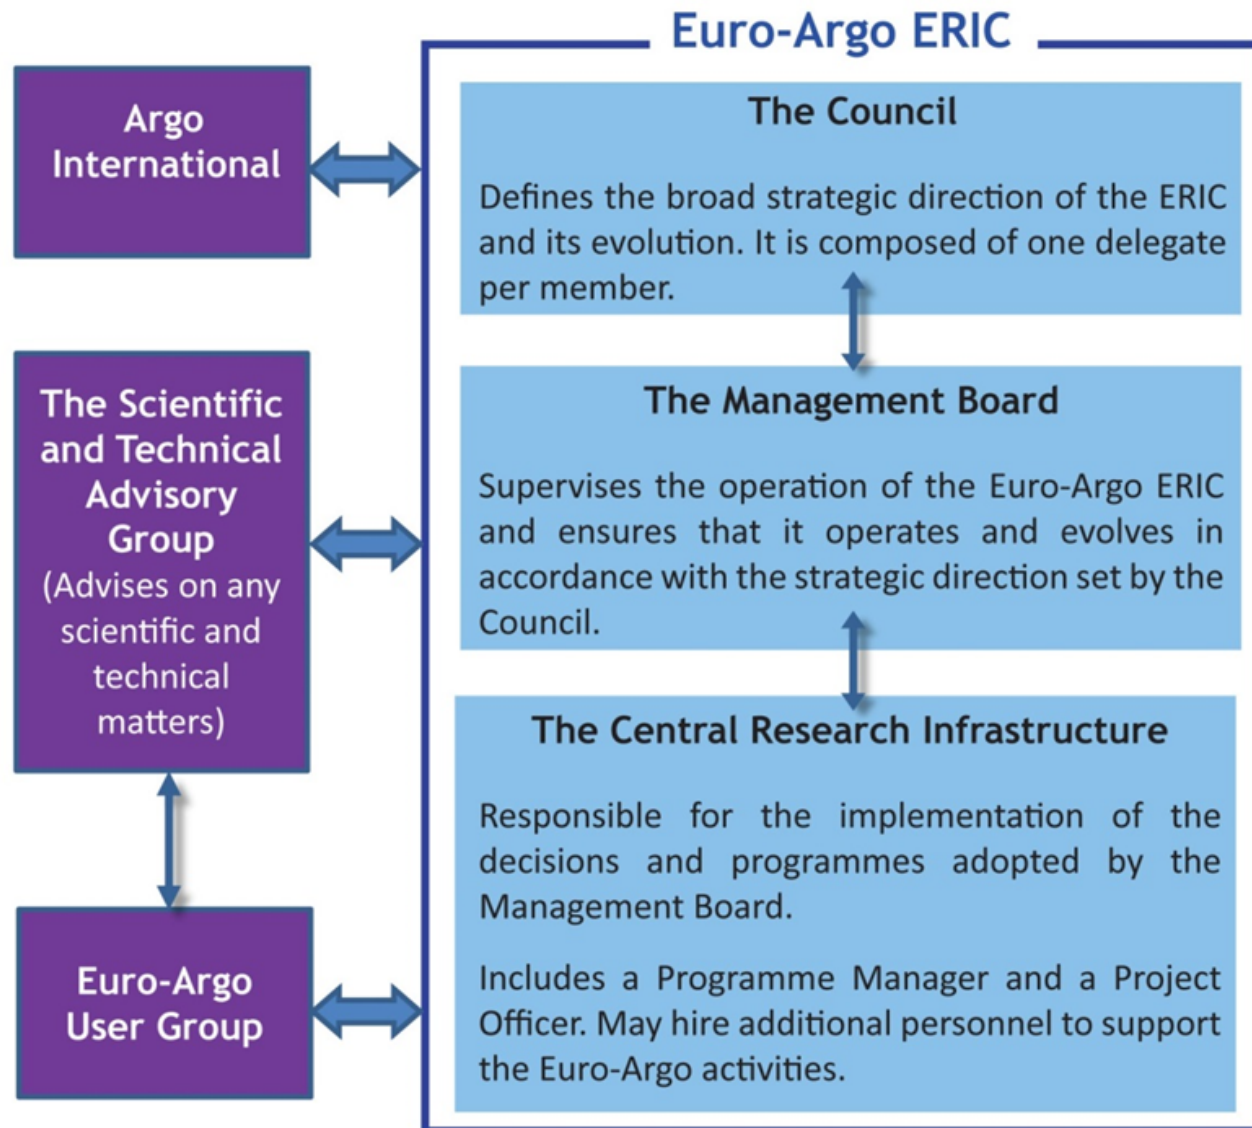 Euro-Argo ERIC
Argo
International
The Scientific
and Technical
Advisory
Group
(Advises on any
scientific and
technical
matters)
Euro-Argo
User Group
The Council
Defines the broad strategic direction of the ERIC
and its evolution. It is composed of one delegate
per member.
The Management Board
Supervises the operation of the Euro-Argo ERIC
and ensures that it operates and evolves in
accordance with the strategic direction set by the
Council.
The Central Research Infrastructure
Responsible for the implementation of the
decisions and programmes adopted by the
Management Board.
Includes a Programme Manager and a Project
Officer. May hire additional personnel to support
the Euro-Argo activities.